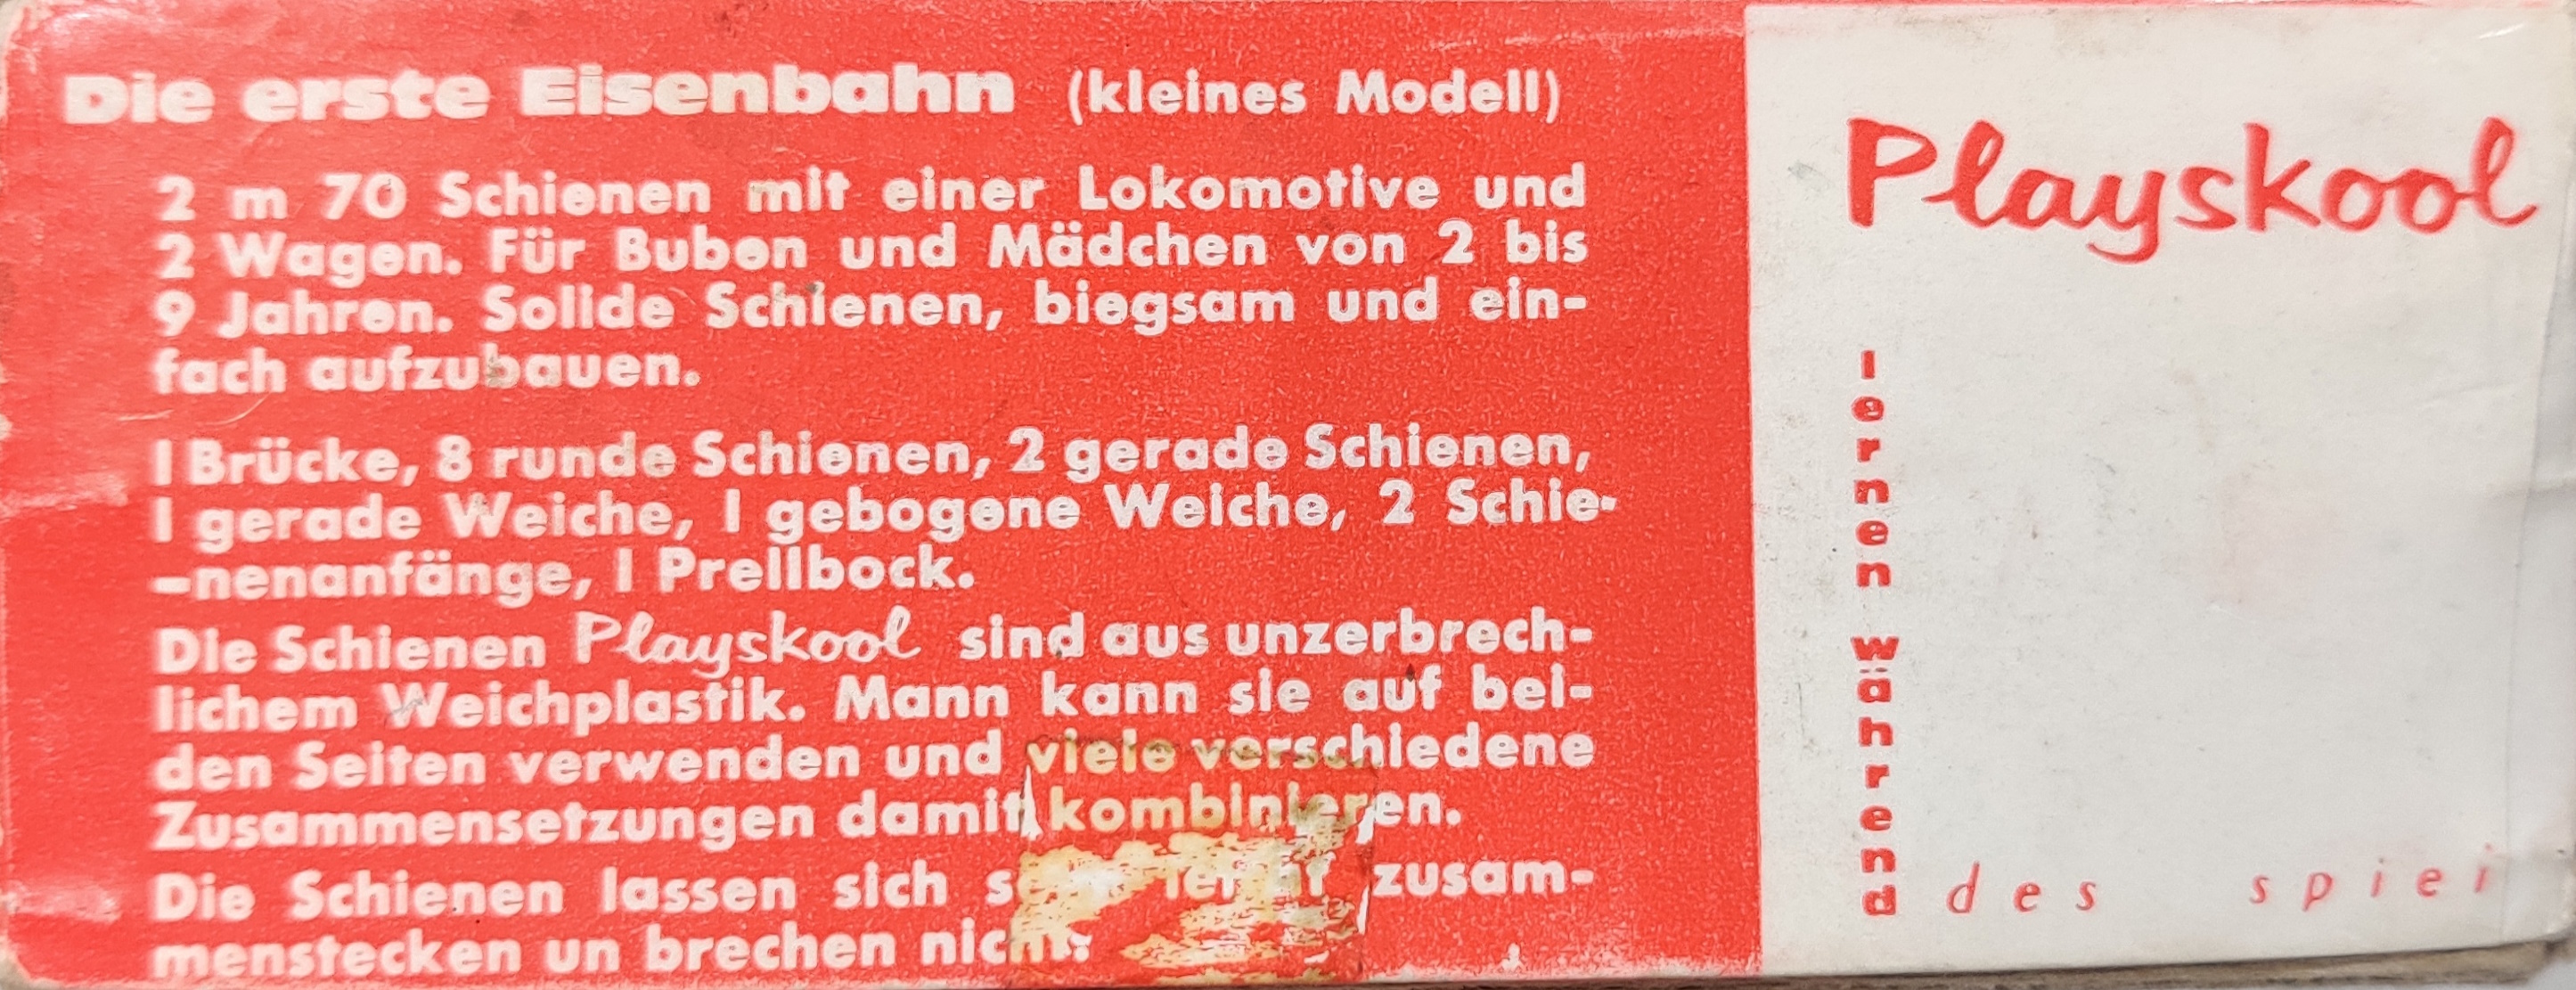 Die erste Eisenbahn (kleines Modell)
2 m 70 Schienen mit einer Lokomotive und
2 Wagen. Für Buben und Mädchen von 2 bis
9 Jahren. Solide Schienen, biegsam und ein-
fach aufzubauen.
1 Brücke, 8 runde Schienen, 2 gerade Schienen,
1 gerade Weiche, 1 gebogene Weiche, 2 Schie-
-nenanfänge, 1 Prellbock.
Die Schienen Playskool sind aus unzerbrech-
lichem Weichplastik. Mann kann sie auf bei-
den Seiten verwenden und viele verschiedene
Zusammensetzungen damit kombinieren.
Die Schienen lassen sich zusam-
menstecken un brechen nicht.
Playskool
lernen während
des spiel